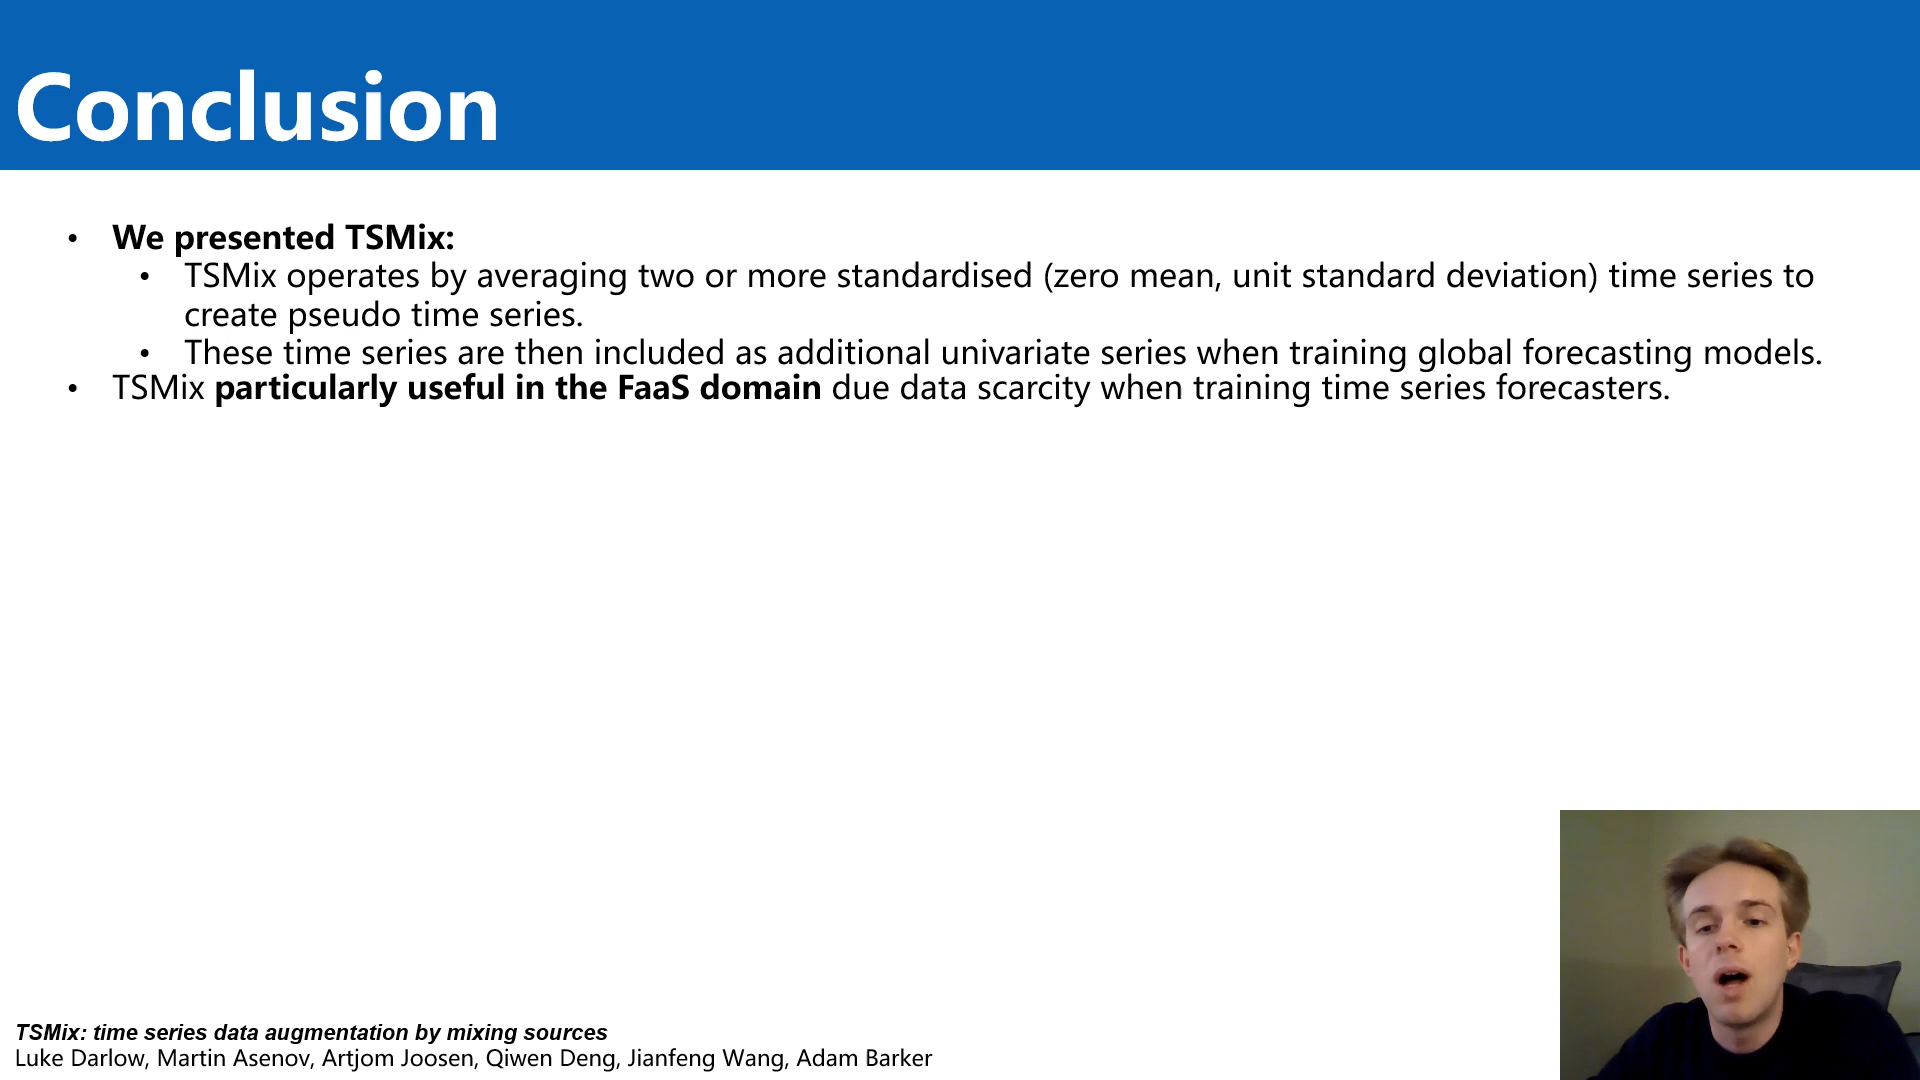 Conclusion
• We presented TSMix:
• TSMix operates by averaging two or more standardised (zero mean, unit standard deviation) time series to
create pseudo time series.
• These time series are then included as additional univariate series when training global forecasting models.
• TSMix particularly useful in the FaaS domain due data scarcity when training time series forecasters.
TSMix: time series data augmentation by mixing sources
Luke Darlow, Martin Asenov, Artjom Joosen, Qiwen Deng, Jianfeng Wang, Adam Barker